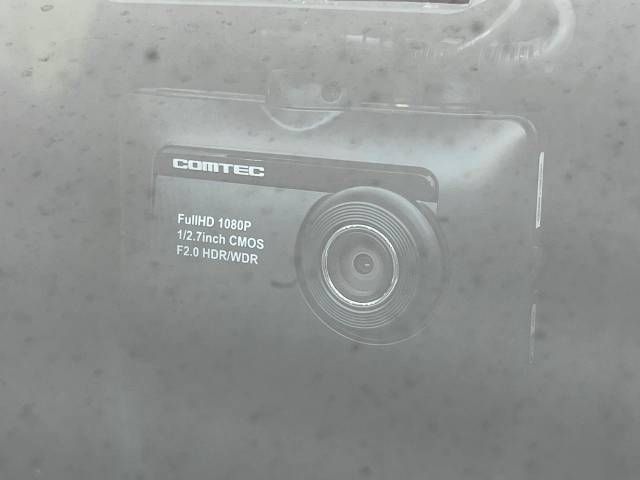 COMTEC
FullHD 1080P
1/2.7inch CMOS
F2.0 HDR/WDR